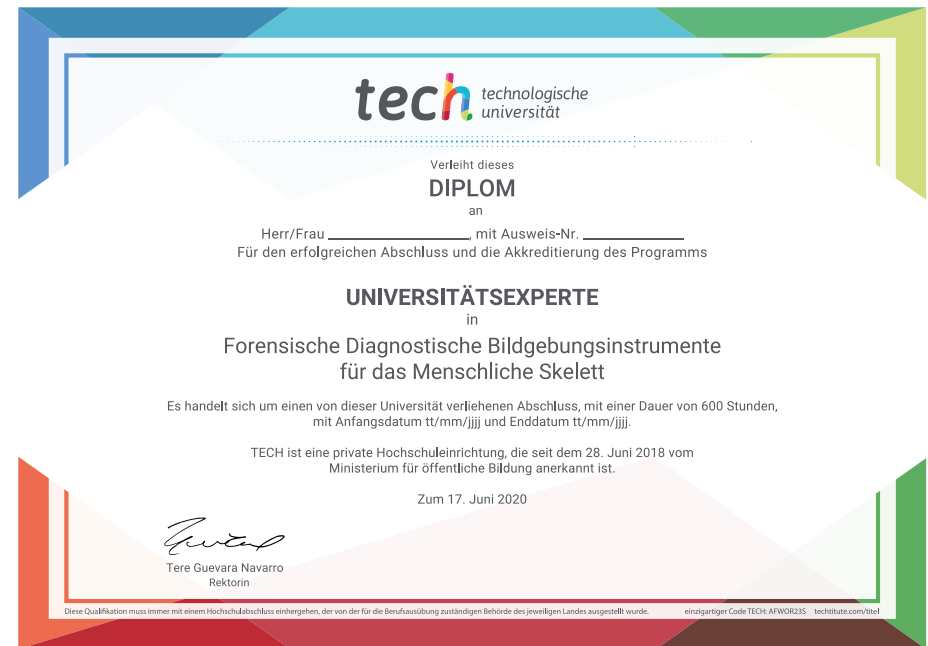 tech technologische
universität
Verleiht dieses
DIPLOM
an
Herr/Frau ____________________, mit Ausweis-Nr. ______________
Für den erfolgreichen Abschluss und die Akkreditierung des Programms
UNIVERSITÄTSEXPERTE
in
Forensische Diagnostische Bildgebungsinstrumente
für das Menschliche Skelett
Es handelt sich um einen von dieser Universität verliehenen Abschluss, mit einer Dauer von 600 Stunden,
mit Anfangsdatum tt/mm/jjjj und Enddatum tt/mm/jjjj.
TECH ist eine private Hochschuleinrichtung, die seit dem 28. Juni 2018 vom
Ministerium für öffentliche Bildung anerkannt ist.
Zum 17. Juni 2020
Tere Guevara Navarro
Rektorin
Diese Qualifikation muss immer mit einem Hochschulabschluss einhergehen, der von der für die Berufsausübung zuständigen Behörde des jeweiligen Landes ausgestellt wurde. einzigartiger Code TECH: AFWOR23S techtitute.com/titel